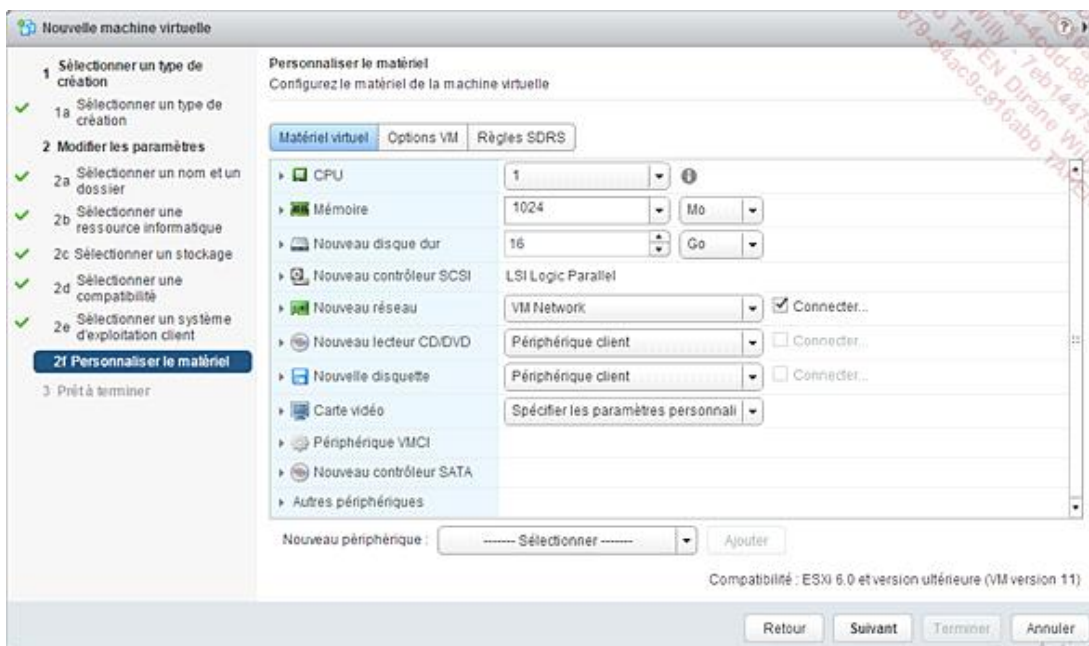 Nouvelle machine virtuelle
1 Sélectionner un type de
création
1a Sélectionner un type de
création
2 Modifier les paramètres
2a Sélectionner un nom et un
dossier
2b Sélectionner une
ressource informatique
2c Sélectionner un stockage
2d Sélectionner une
compatibilité
2e Sélectionner un système
d'exploitation client
2f Personnaliser le matériel
3 Prêt à terminer
Personnaliser le matériel
Configurez le matériel de la machine virtuelle
Matériel virtuel Options VM Règles SDRS
CPU 1
Mémoire 1024 Mo
Nouveau disque dur 16 Go
Nouveau contrôleur SCSI LSI Logic Parallel
Nouveau réseau VM Network Connecter...
Nouveau lecteur CD/DVD Périphérique client Connecter...
Nouvelle disquette Périphérique client Connecter...
Carte vidéo Spécifier les paramètres personnali
Périphérique VMCI
Nouveau contrôleur SATA
Autres périphériques
Nouveau périphérique : ------- Sélectionner ------- Ajouter
Compatibilité : ESXi 6.0 et version ultérieure (VM version 11)
Retour Suivant Terminer Annuler